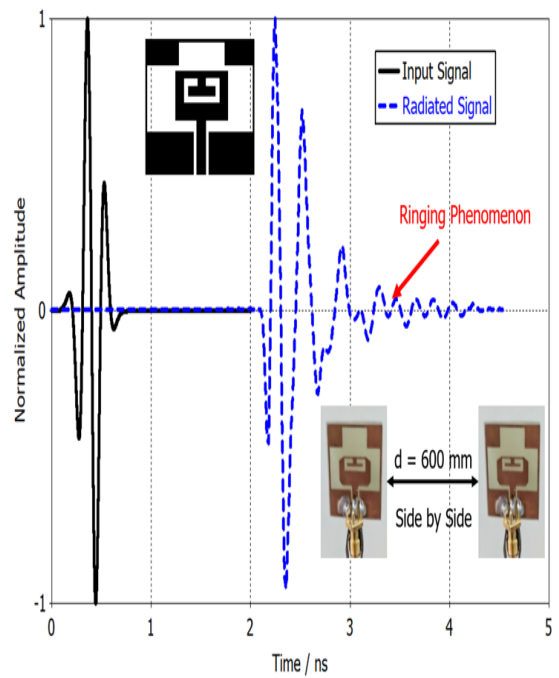 1
Input Signal
Radiated Signal
Ringing Phenomenon
Normalized Amplitude
0
d = 600 mm
Side by Side
-1
0 1 2 3 4 5
Time / ns